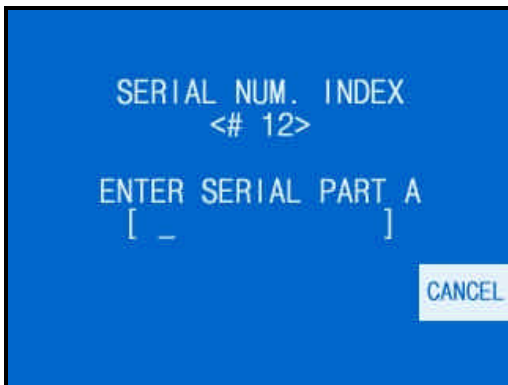 SERIAL NUM. INDEX
<# 12>
ENTER SERIAL PART A
[ _ ]
CANCEL